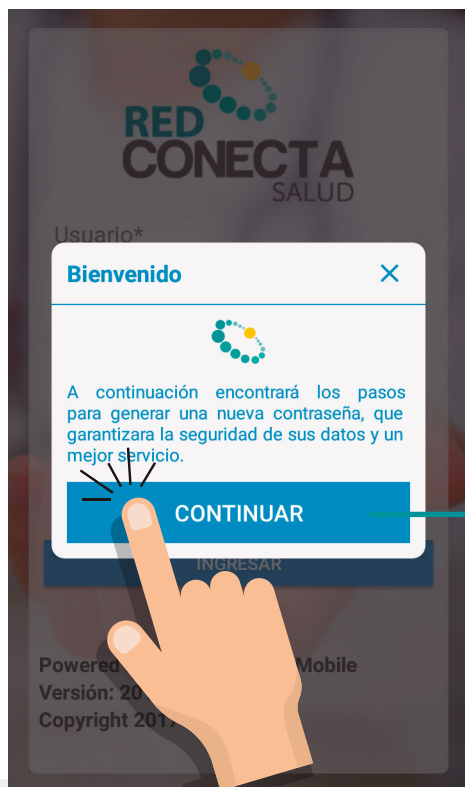 RED
CONECTA
SALUD
Usuario*
Bienvenido
A continuación encontrará los pasos
para generar una nueva contraseña, que
garantizara la seguridad de sus datos y un
mejor servicio.
CONTINUAR
INGRESAR
Powered Mobile
Versión: 20
Copyright 2017